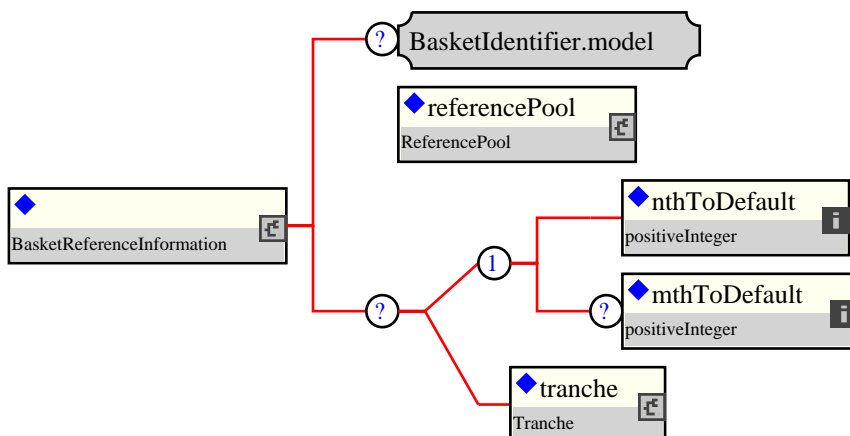 ?
BasketIdentifier.model
referencePool
ReferencePool
BasketReferenceInformation
nthToDefault
positiveInteger
1
?
?
mthToDefault
positiveInteger
tranche
Tranche